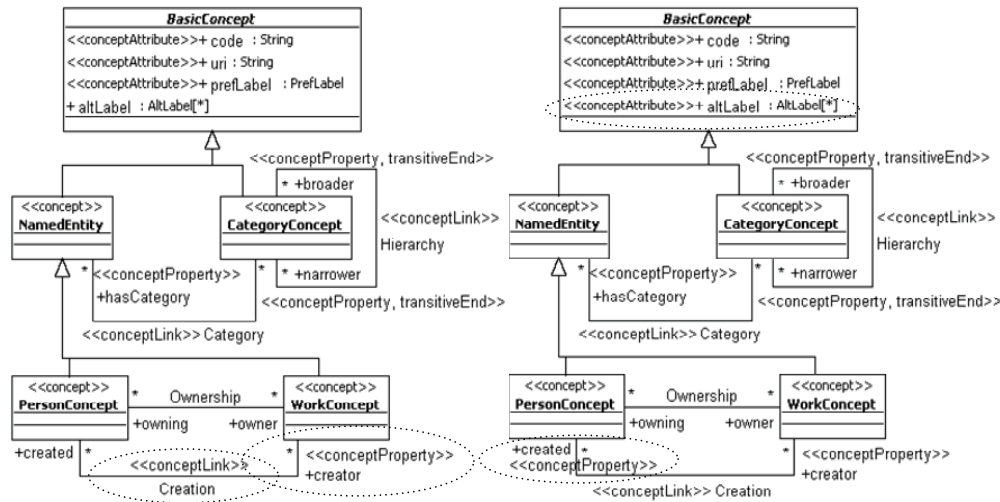 BasicConcept
<<conceptAttribute>>+ code : String
<<conceptAttribute>>+ uri : String
<<conceptAttribute>>+ prefLabel : PrefLabel
+ altLabel : AltLabel[*]
<<conceptProperty, transitiveEnd>>
* +broader
<<concept>>
NamedEntity
<<concept>>
CategoryConcept
<<conceptLink>>
Hierarchy
*
<<conceptProperty>>
+hasCategory
*
* +narrower
<<conceptProperty, transitiveEnd>>
<<conceptLink>> Category
<<concept>>
PersonConcept
* Ownership *
+owning +owner
<<concept>>
WorkConcept
+created *
<<conceptLink>>
Creation
*
<<conceptProperty>>
+creator
BasicConcept
<<conceptAttribute>>+ code : String
<<conceptAttribute>>+ uri : String
<<conceptAttribute>>+ prefLabel : PrefLabel
<<conceptAttribute>>+ altLabel : AltLabel[*]
<<conceptProperty, transitiveEnd>>
* +broader
<<concept>>
NamedEntity
<<concept>>
CategoryConcept
<<conceptLink>>
Hierarchy
*
<<conceptProperty>>
+hasCategory
*
* +narrower
<<conceptProperty, transitiveEnd>>
<<conceptLink>> Category
<<concept>>
PersonConcept
* Ownership *
+owning +owner
<<concept>>
WorkConcept
+created *
<<conceptProperty>>
<<conceptLink>> Creation
*
<<conceptProperty>>
+creator